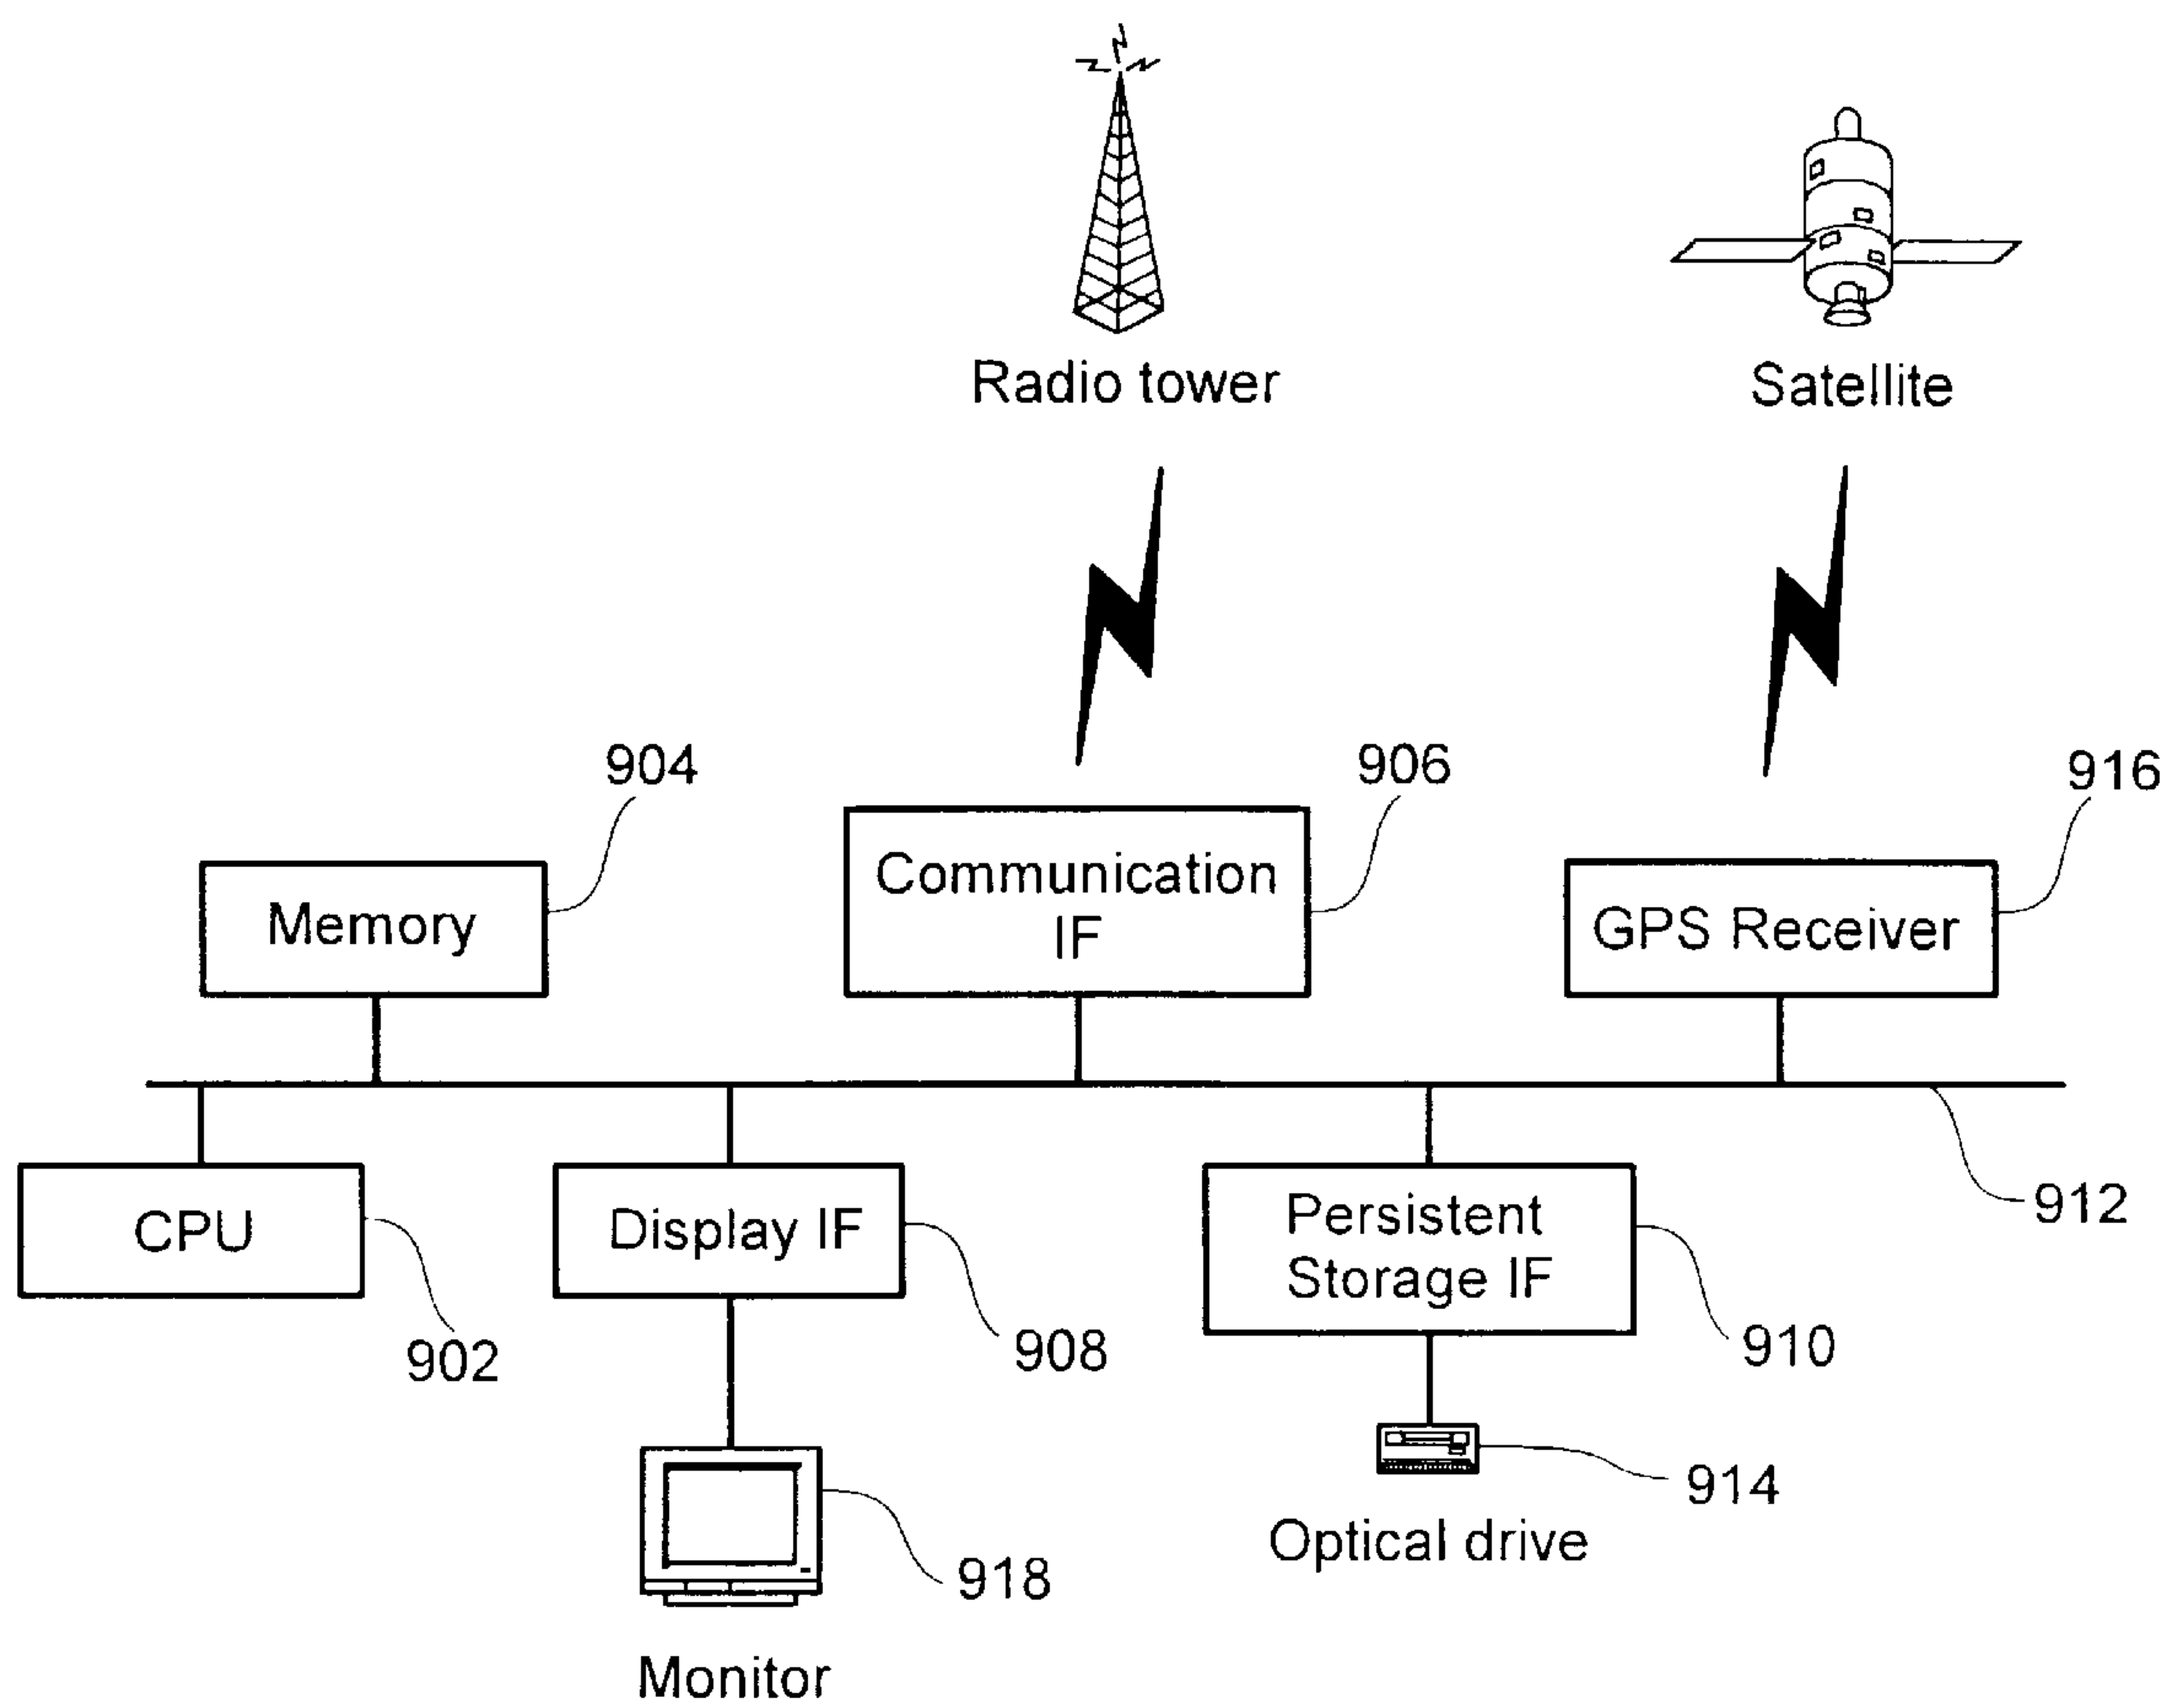 Radio tower
Satellite
904
906
916
Memory
Communication
IF
GPS Receiver
CPU
Display IF
Persistent
Storage IF
912
902
908
910
914
Optical drive
918
Monitor